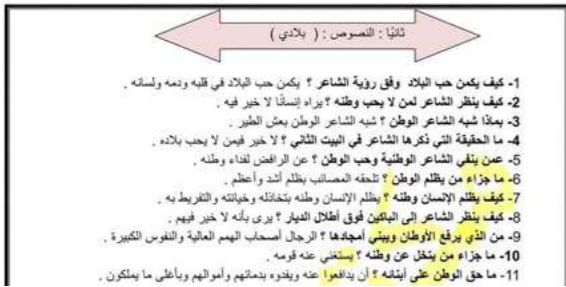 ثانيًا : النصوص : ( بلادي )
1- كيف يكمن حب البلاد وفق رؤية الشاعر ؟ يكمن حب البلاد في قلبه ودمه ولسانه .
2- كيف ينظر الشاعر لمن لا يحب وطنه ؟ يراه إنسانًا لا خير فيه .
3- بماذا شبه الشاعر الوطن ؟ شبه الشاعر الوطن بعش الطير .
4- ما الحقيقة التي ذكرها الشاعر في البيت الثاني ؟ لا خير فيمن لا يحب بلاده .
5- عمن ينفي الشاعر الوطنية وحب الوطن ؟ عن الرافض لفداء وطنه .
6- ما جزاء من يظلم الوطن ؟ تلحقه المصائب بظلم أشد وأعظم .
7- كيف يظلم الإنسان وطنه ؟ يظلم الإنسان وطنه بتخاذله وخيانته والتفريط به .
8- كيف ينظر الشاعر إلى الباكين فوق أطلال الديار ؟ يرى بأنه لا خير فيهم .
9- من الذي يرفع الأوطان ويبني أمجادها ؟ الرجال أصحاب الهمم العالية والنفوس الكبيرة .
10- ما جزاء من يتخل عن وطنه ؟ يستغني عنه قومه .
11- ما حق الوطن على أبنائه ؟ أن يدافعوا عنه ويفدوه بدمائهم وأموالهم وبأغلى ما يملكون .